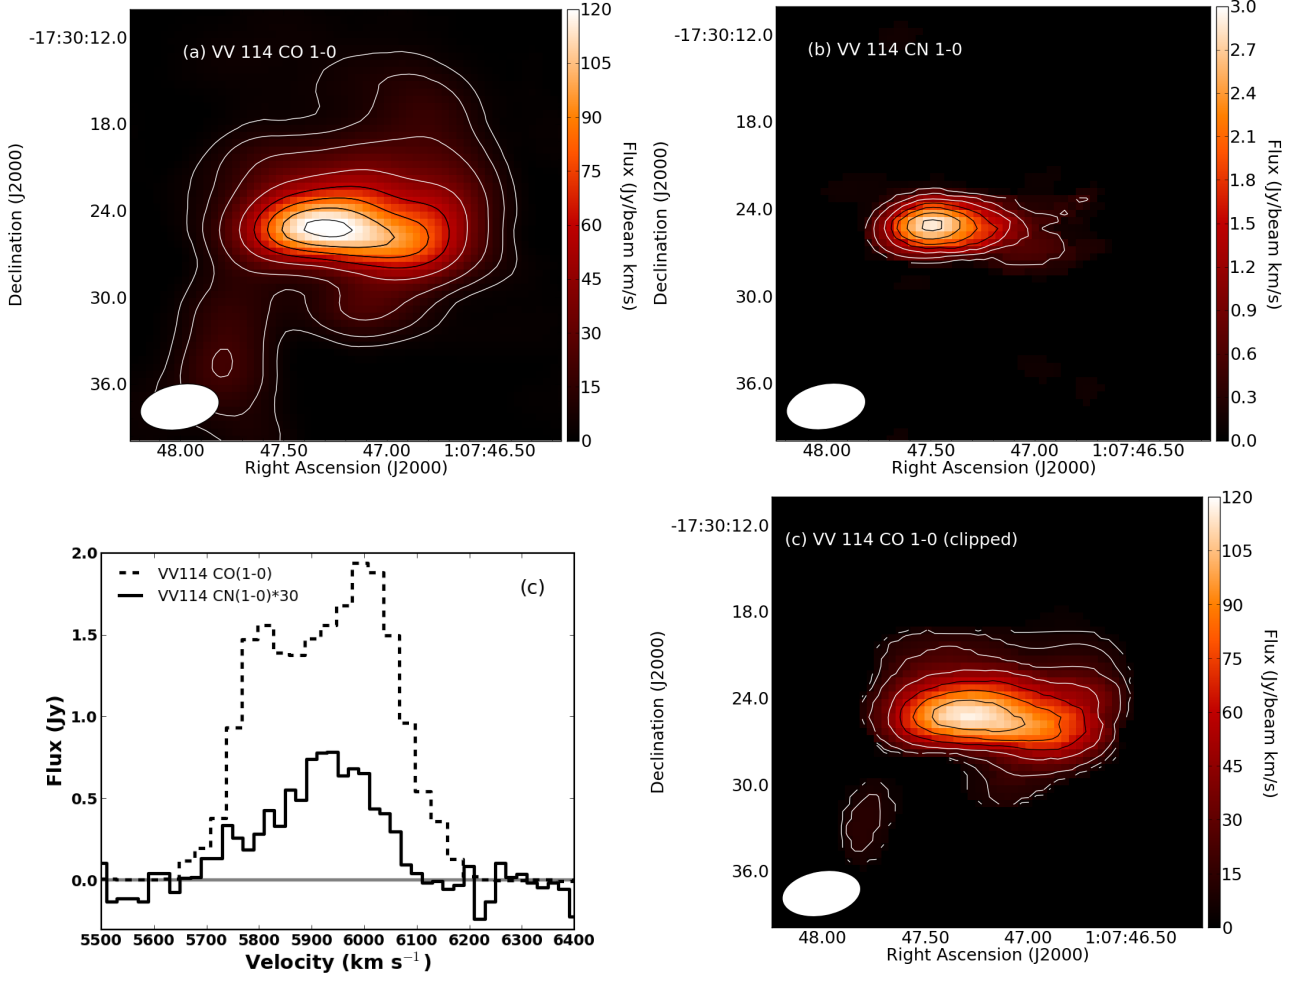 (a) VV 114 CO 1-0
-17:30:12.0
18.0
24.0
30.0
36.0
Declination (J2000)
48.00 47.50 47.00 1:07:46.50
Right Ascension (J2000)
120
105
90
75
60
45
30
15
0
Flux (Jy/beam km/s)
(b) VV 114 CN 1-0
-17:30:12.0
18.0
24.0
30.0
36.0
Declination (J2000)
48.00 47.50 47.00 1:07:46.50
Right Ascension (J2000)
3.0
2.7
2.4
2.1
1.8
1.5
1.2
0.9
0.6
0.3
0.0
Flux (Jy/beam km/s)
2.0
1.5
1.0
0.5
0.0
Flux (Jy)
VV114 CO(1-0)
VV114 CN(1-0)*30
(c)
5500 5600 5700 5800 5900 6000 6100 6200 6300 6400
Velocity (km s⁻¹)
(c) VV 114 CO 1-0 (clipped)
-17:30:12.0
18.0
24.0
30.0
36.0
Declination (J2000)
48.00 47.50 47.00 1:07:46.50
Right Ascension (J2000)
120
105
90
75
60
45
30
15
0
Flux (Jy/beam km/s)